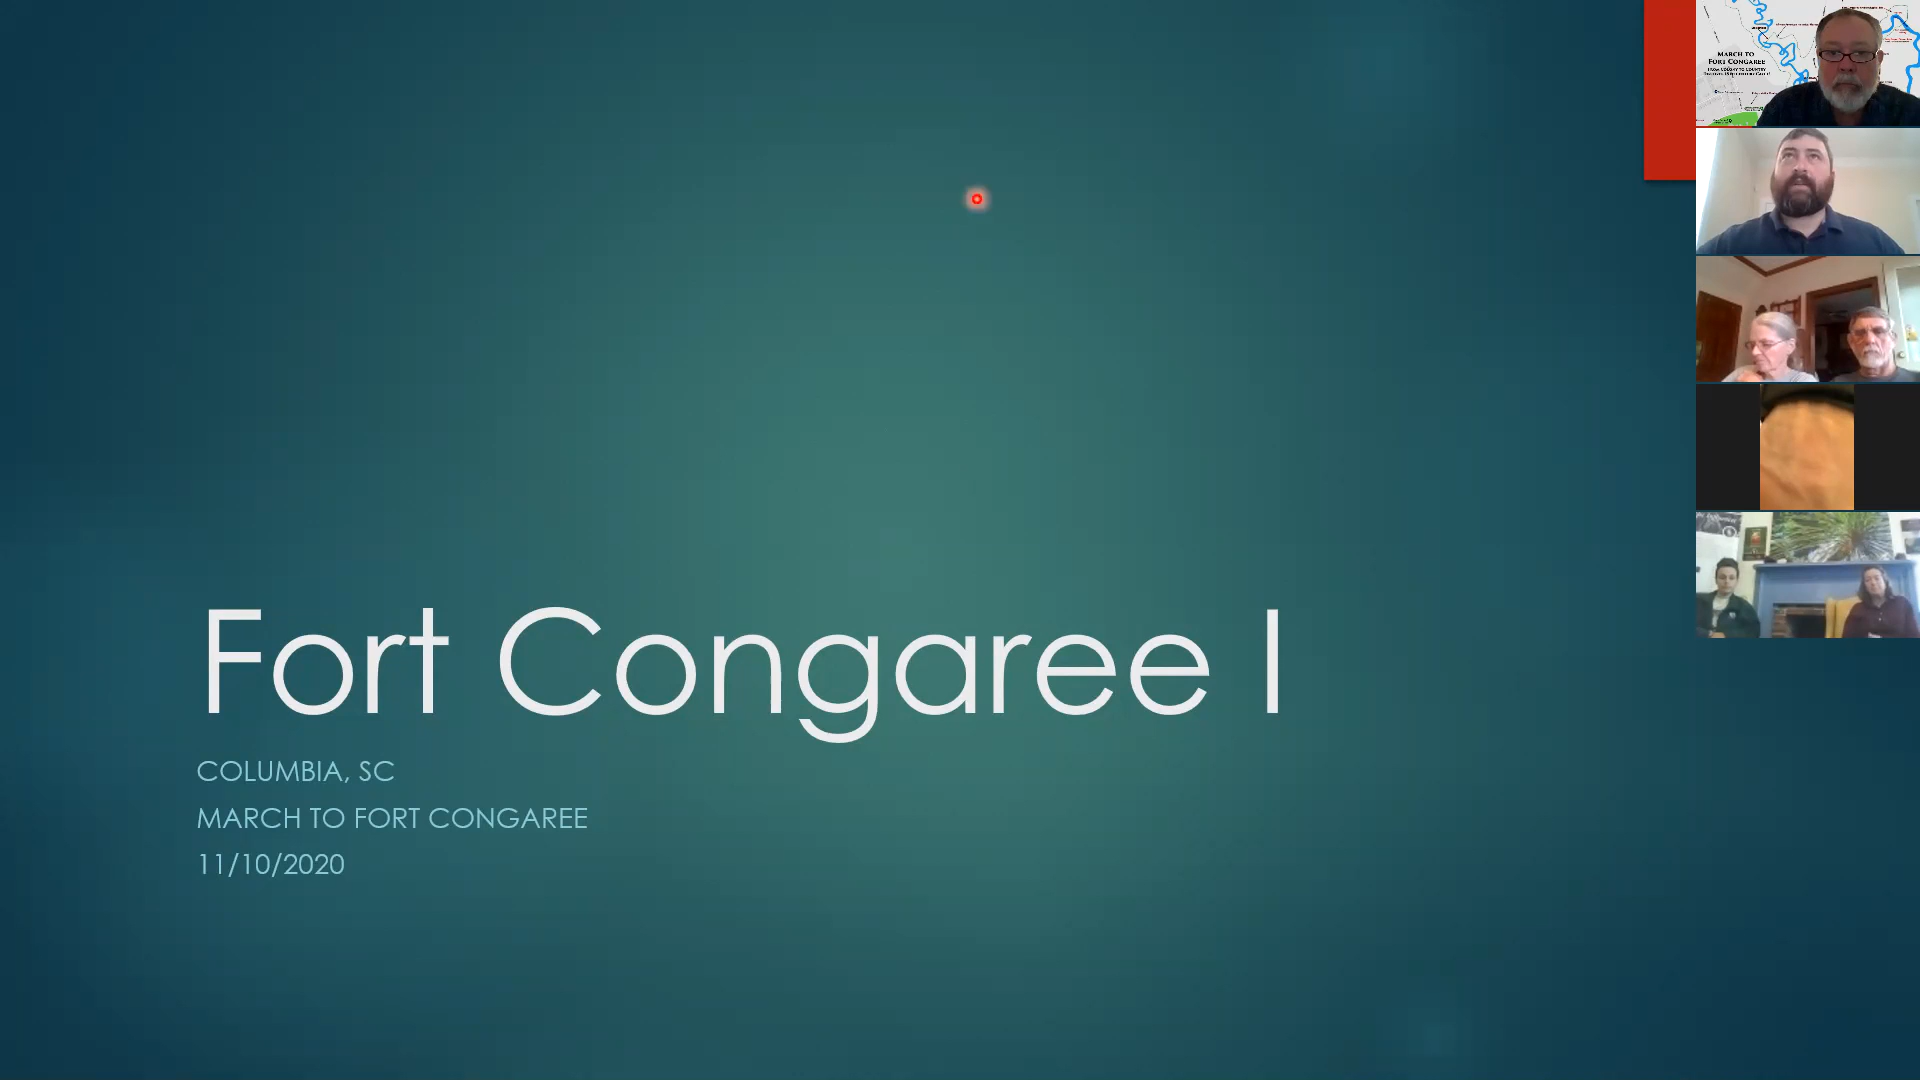 Fort Congaree I
COLUMBIA, SC
MARCH TO FORT CONGAREE
11/10/2020
MARCH TO
FORT CONGAREE